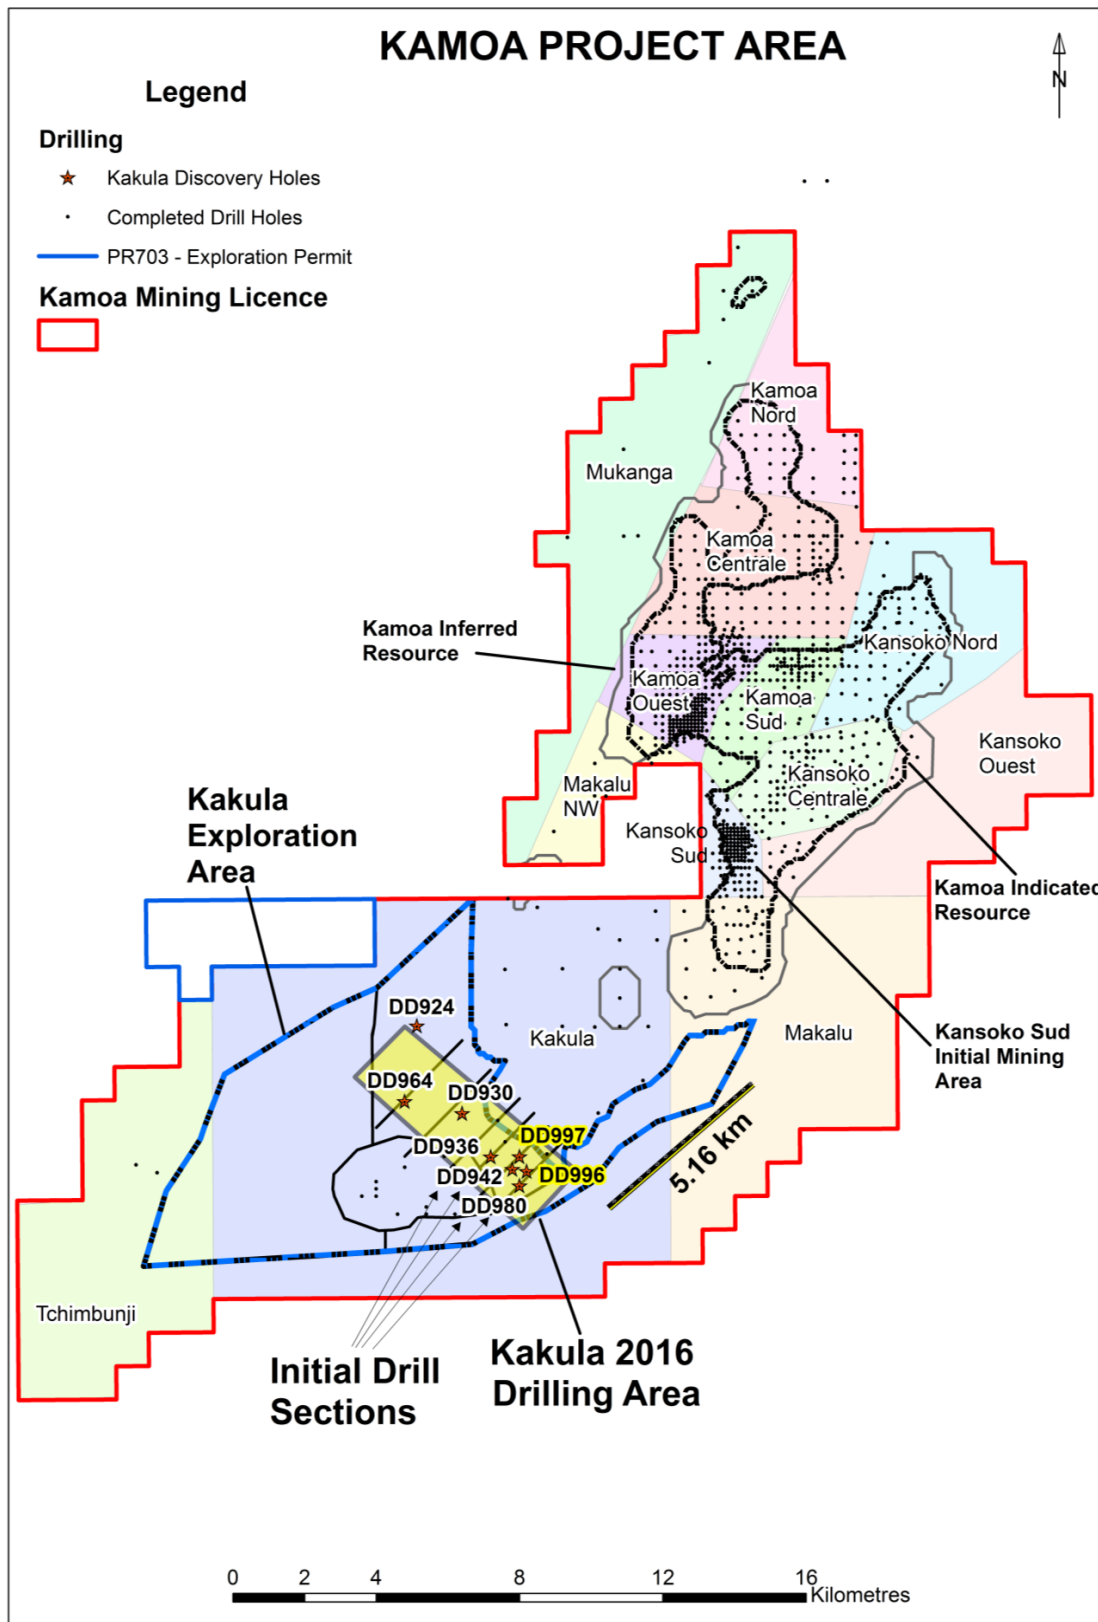 KAMOA PROJECT AREA
N
Legend
Drilling
Kakula Discovery Holes
Completed Drill Holes
PR703 - Exploration Permit
Kamoa Mining Licence
Kamoa
Nord
Mukanga
Kamoa
Centrale
Kamoa Inferred
Resource
Kansoko Nord
Kamoa
Ouest
Kamoa
Sud
Kansoko
Ouest
Makalu
NW
Kansoko
Centrale
Kansoko
Sud
Kakula
Exploration
Area
Kamoa Indicated
Resource
DD924
Kakula
Makalu
Kansoko Sud
Initial Mining
Area
DD964
DD930
DD936
DD997
DD942
DD996
DD980
5.16 km
Tchimbunji
Initial Drill
Sections
Kakula 2016
Drilling Area
0 2 4 8 12 16
Kilometres